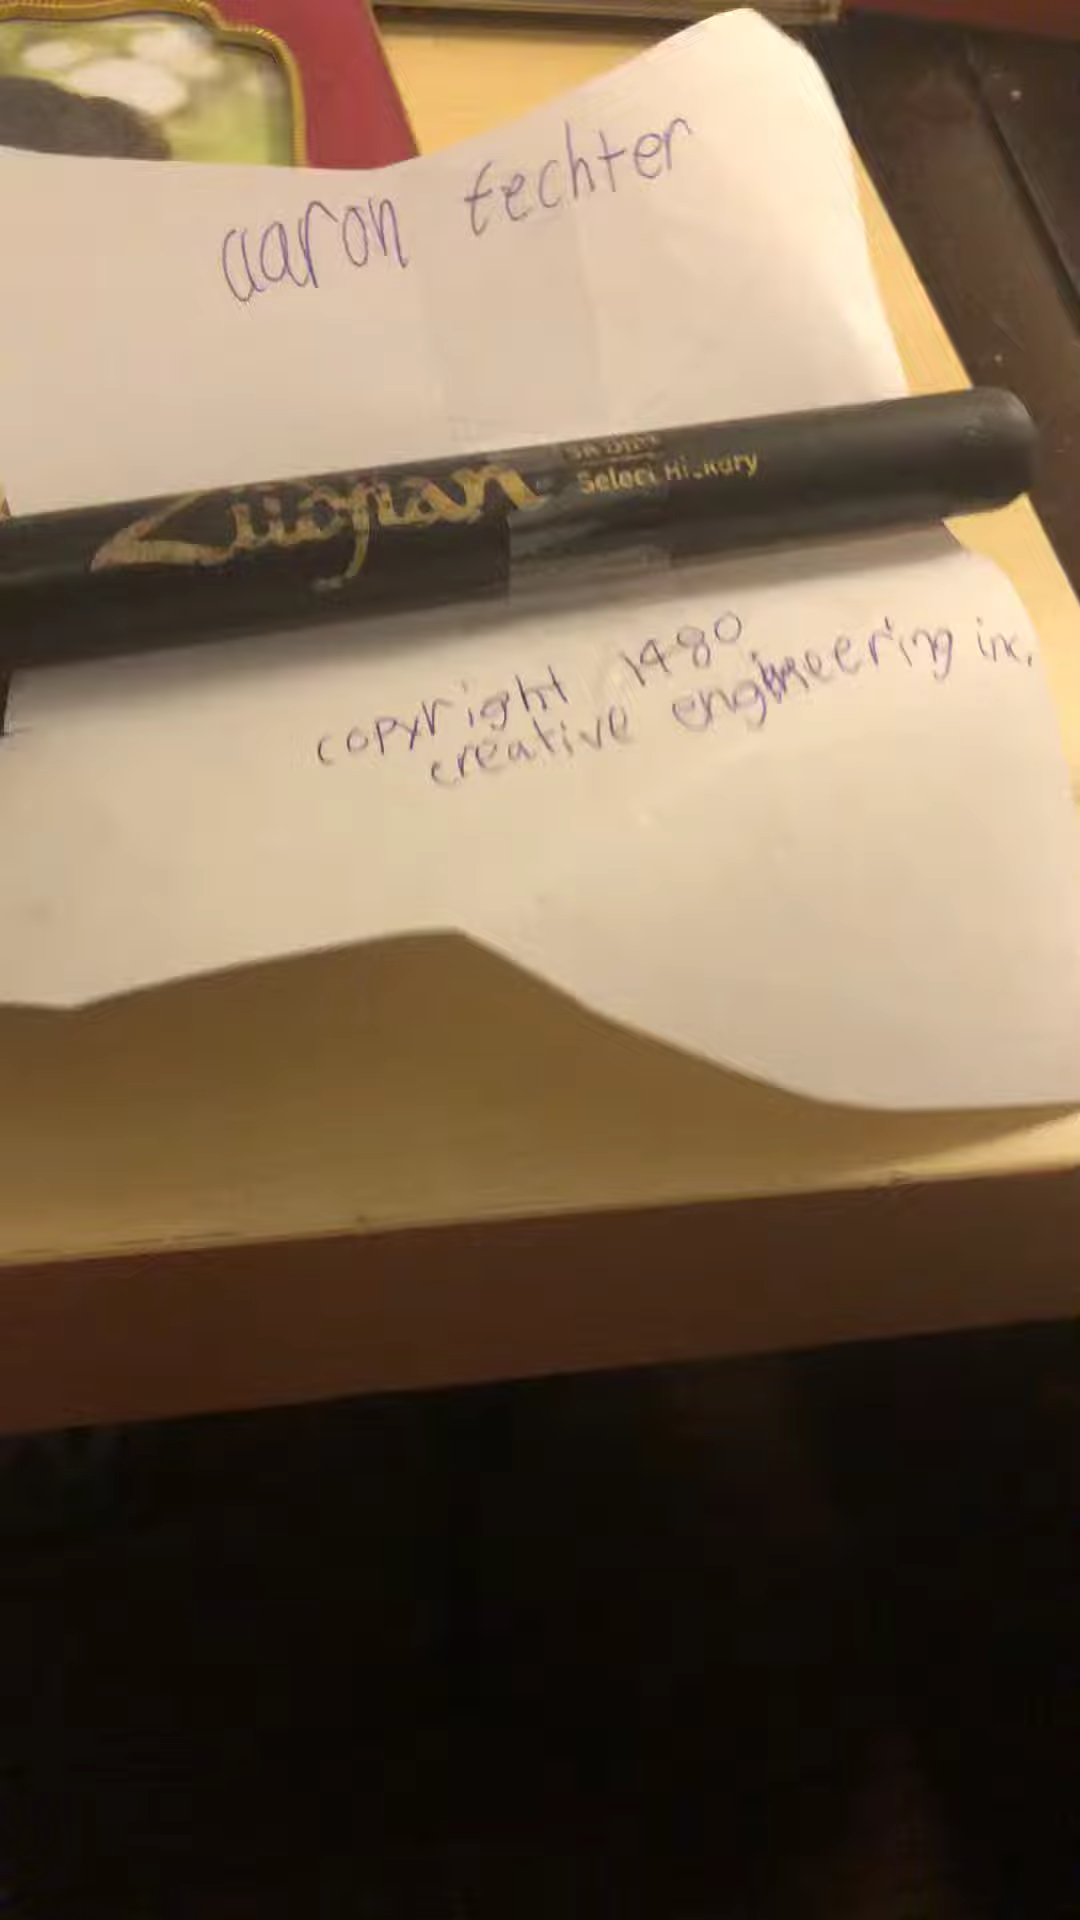 aaron fechter
Zildjian
Select Hickory
copyright 1980
creative engineering inc.